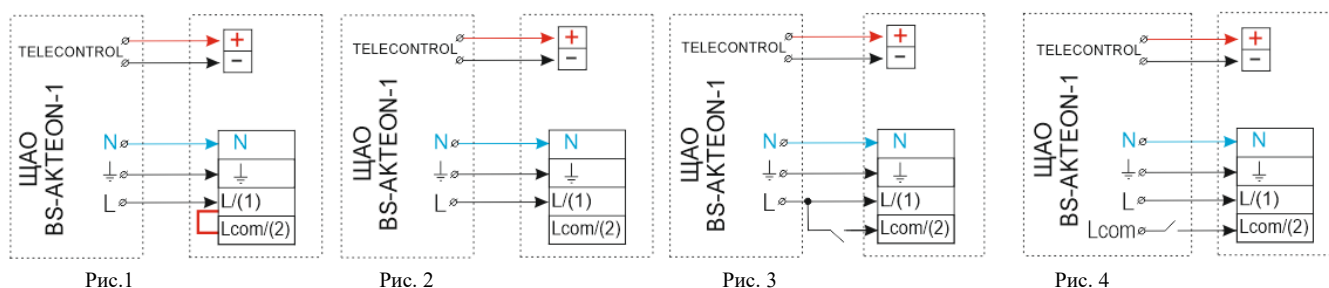 TELECONTROL
+
−
ЩАО
BS-AKTEON-1
N
N
L
L/(1)
Lcom/(2)
Рис.1
TELECONTROL
+
−
ЩАО
BS-AKTEON-1
N
N
L
L/(1)
Lcom/(2)
Рис. 2
TELECONTROL
+
−
ЩАО
BS-AKTEON-1
N
N
L
L/(1)
Lcom/(2)
Рис. 3
TELECONTROL
+
−
ЩАО
BS-AKTEON-1
N
N
L
L/(1)
Lcom
Lcom/(2)
Рис. 4